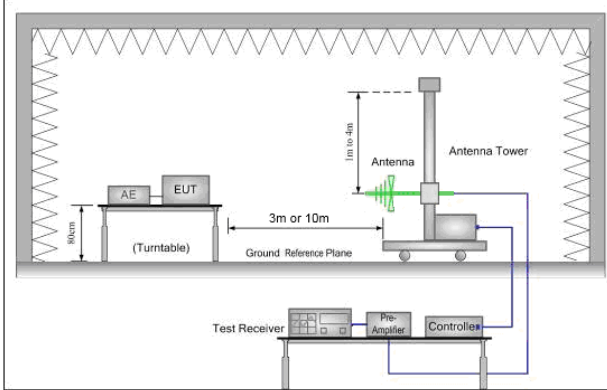 1m to 4m
Antenna
Antenna Tower
AE
EUT
80cm
(Turntable)
3m or 10m
Ground Reference Plane
Test Receiver
Pre-
Amplifier
Controller